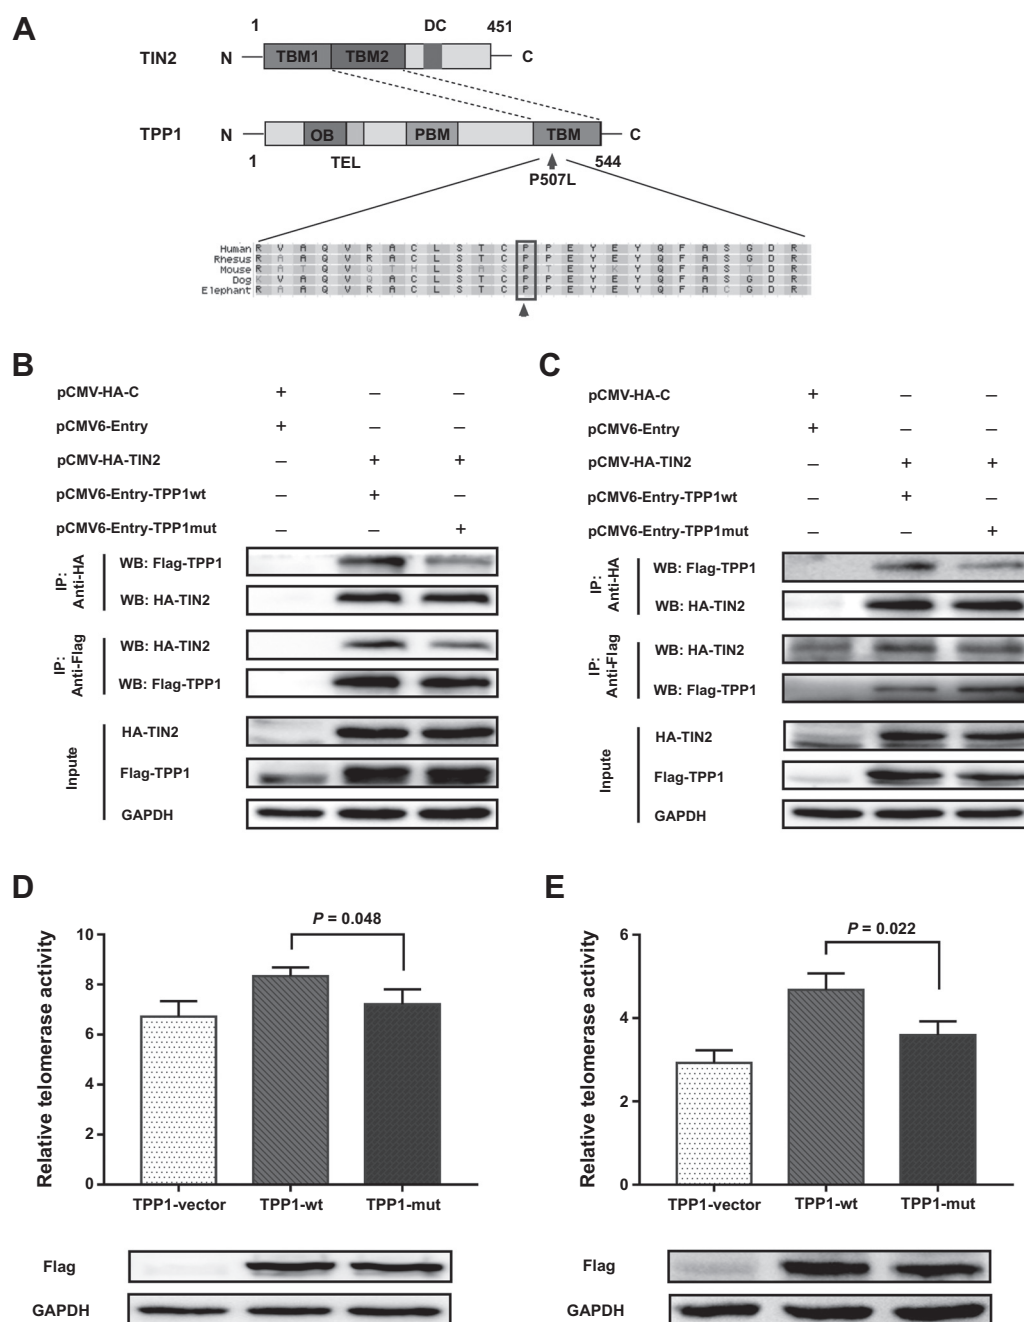 A
1 DC 451
TIN2 N TBM1 TBM2 C
TPP1 N OB PBM TBM C
1 TEL 544
P507L
Human R V A Q V R A C L S T C P P E Y E Y Q F A S G D R
Rhesus R A A Q V R A C L S T C P P E Y E Y Q F A S G D R
Mouse R A T Q V Q T H L S A S P T E Y K Y Q F A S T D R
Dog K V A Q V Q A C L S T C P P E Y E Y Q F A S G D R
Elephant R A A Q V R A C L S T C P P E Y E Y Q F A C G D R
B
pCMV-HA-C + – –
pCMV6-Entry + – –
pCMV-HA-TIN2 – + +
pCMV6-Entry-TPP1wt – + –
pCMV6-Entry-TPP1mut – – +
IP: Anti-HA
WB: Flag-TPP1
WB: HA-TIN2
IP: Anti-Flag
WB: HA-TIN2
WB: Flag-TPP1
Inpute
HA-TIN2
Flag-TPP1
GAPDH
C
pCMV-HA-C + – –
pCMV6-Entry + – –
pCMV-HA-TIN2 – + +
pCMV6-Entry-TPP1wt – + –
pCMV6-Entry-TPP1mut – – +
IP: Anti-HA
WB: Flag-TPP1
WB: HA-TIN2
IP: Anti-Flag
WB: HA-TIN2
WB: Flag-TPP1
Inpute
HA-TIN2
Flag-TPP1
GAPDH
D
Relative telomerase activity
10
8
6
4
2
0
P = 0.048
TPP1-vector TPP1-wt TPP1-mut
Flag
GAPDH
E
Relative telomerase activity
6
4
2
0
P = 0.022
TPP1-vector TPP1-wt TPP1-mut
Flag
GAPDH